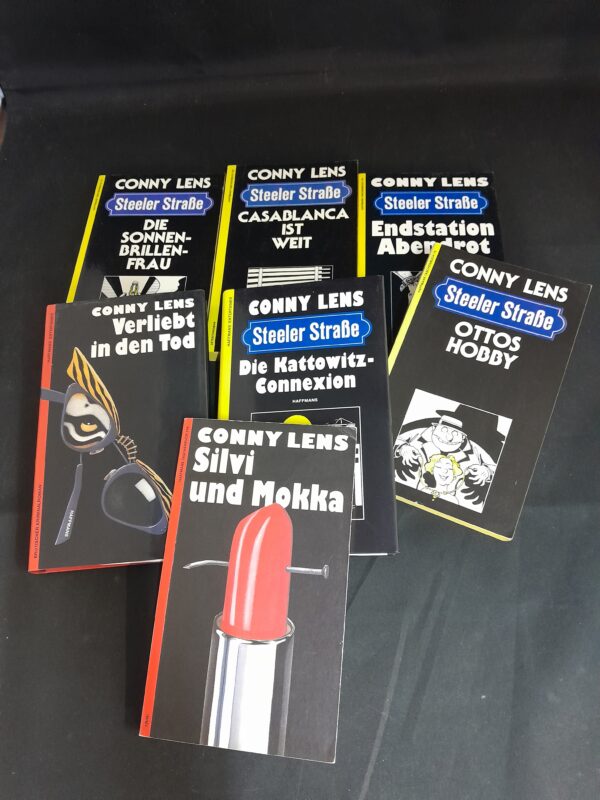 CONNY LENS
Steeler Straße
DIE
SONNEN-
BRILLEN-
FRAU
CONNY LENS
Steeler Straße
CASABLANCA
IST
WEIT
CONNY LENS
Steeler Straße
Endstation
Abendrot
CONNY LENS
Verliebt
in den Tod
HAFFMANS
CONNY LENS
Steeler Straße
Die Kattowitz-
Connexion
HAFFMANS
CONNY LENS
Steeler Straße
OTTOS
HOBBY
CONNY LENS
Silvi
und Mokka